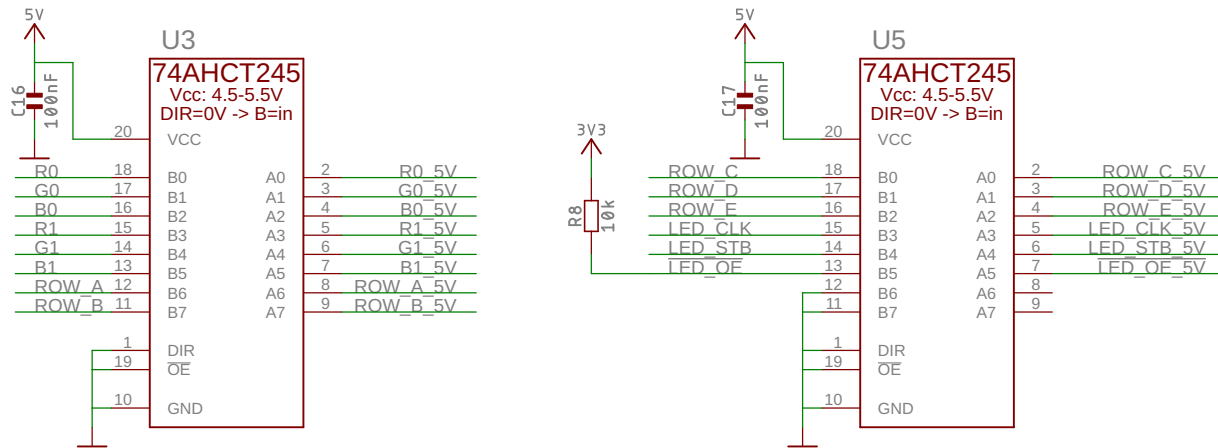 5V
U3
74AHCT245
Vcc: 4.5-5.5V
DIR=0V -> B=in
C16
100nF
20 VCC
R0 18 B0 A0 2 R0_5V
G0 17 B1 A1 3 G0_5V
B0 16 B2 A2 4 B0_5V
R1 15 B3 A3 5 R1_5V
G1 14 B4 A4 6 G1_5V
B1 13 B5 A5 7 B1_5V
ROW_A 12 B6 A6 8 ROW_A_5V
ROW_B 11 B7 A7 9 ROW_B_5V
1 DIR
19 OE
10 GND
5V
U5
74AHCT245
Vcc: 4.5-5.5V
DIR=0V -> B=in
C17
100nF
3V3
R8
10k
20 VCC
ROW_C 18 B0 A0 2 ROW_C_5V
ROW_D 17 B1 A1 3 ROW_D_5V
ROW_E 16 B2 A2 4 ROW_E_5V
LED_CLK 15 B3 A3 5 LED_CLK_5V
LED_STB 14 B4 A4 6 LED_STB_5V
LED_OE 13 B5 A5 7 LED_OE_5V
12 B6 A6 8
11 B7 A7 9
1 DIR
19 OE
10 GND